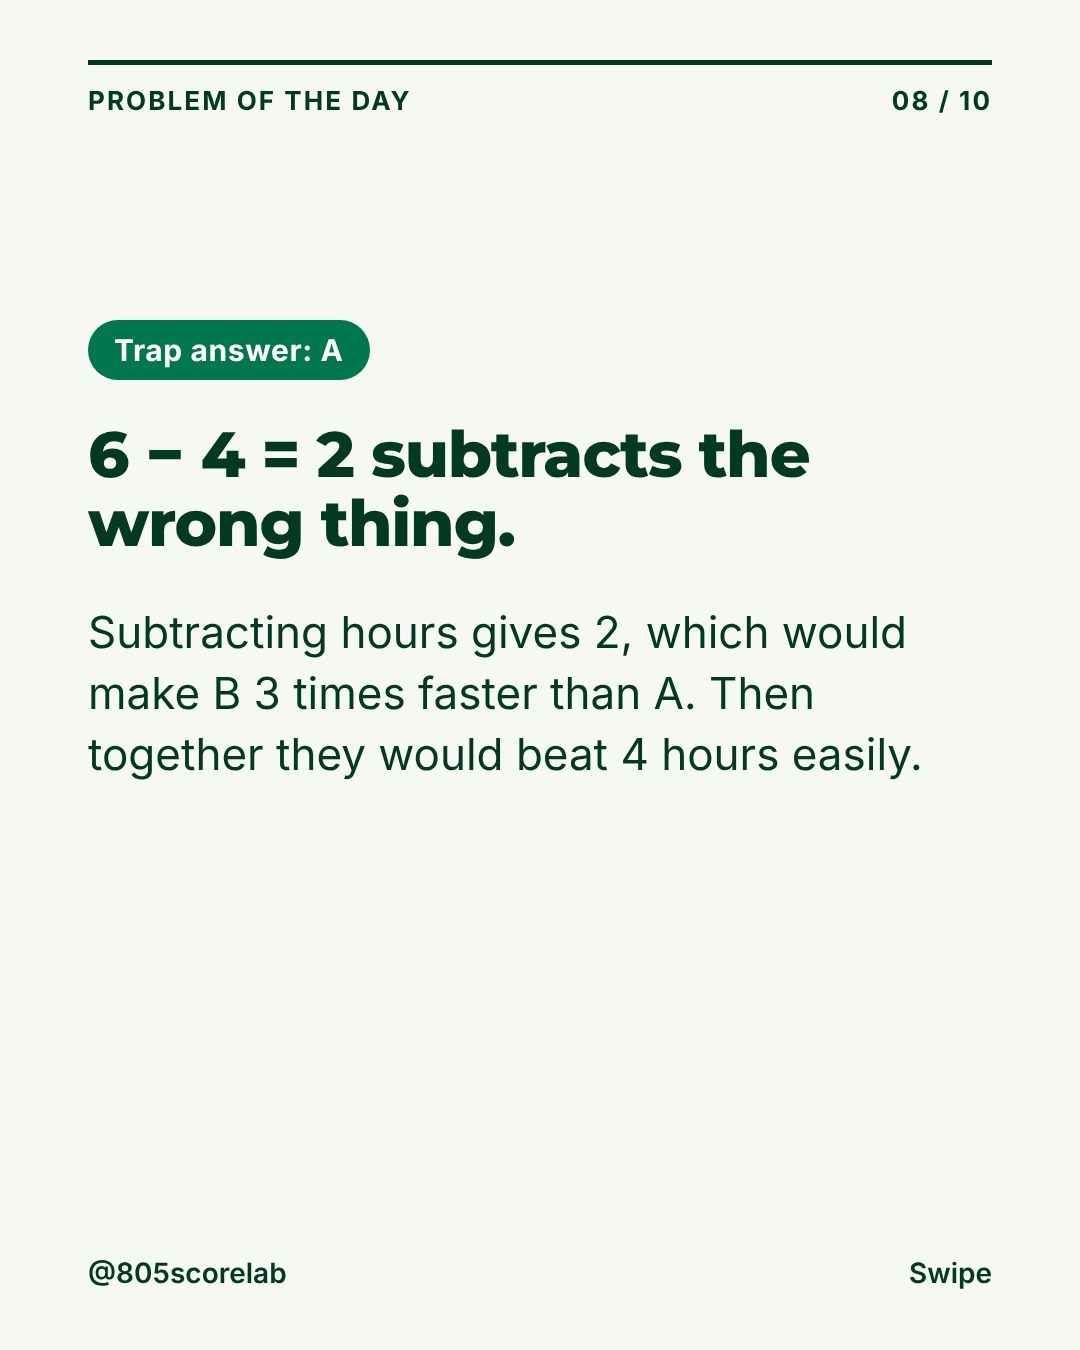 PROBLEM OF THE DAY
08 / 10
Trap answer: A
6 − 4 = 2 subtracts the
wrong thing.
Subtracting hours gives 2, which would
make B 3 times faster than A. Then
together they would beat 4 hours easily.
@805scorelab
Swipe